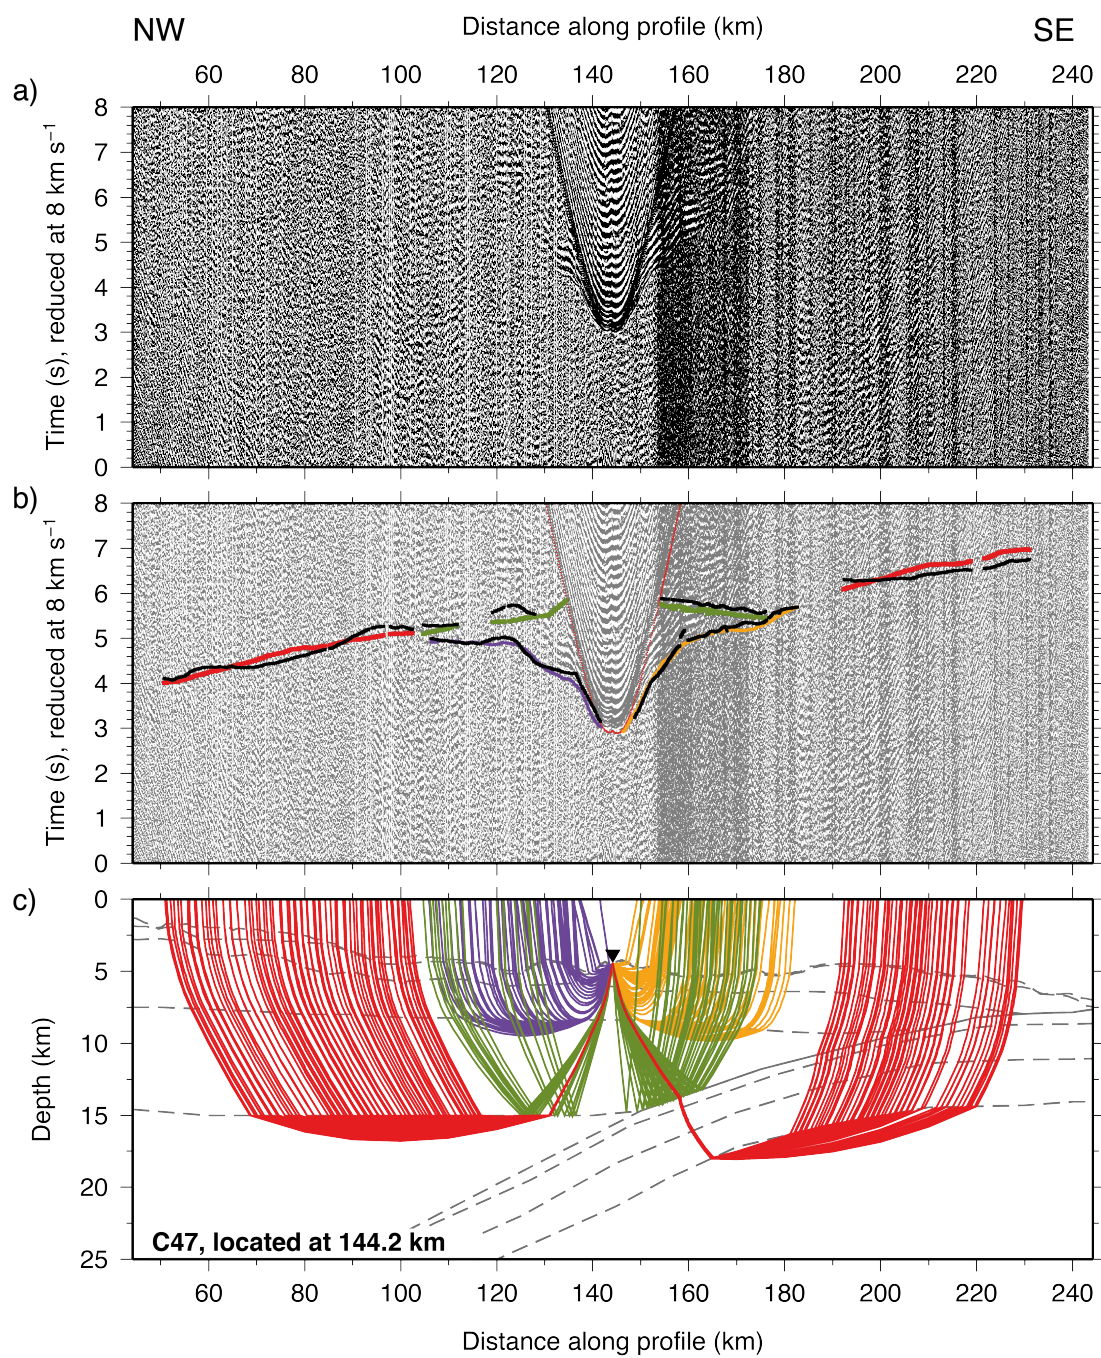 NW Distance along profile (km) SE
60 80 100 120 140 160 180 200 220 240
a)
8
7
6
5
4
3
2
1
0
Time (s), reduced at 8 km s⁻¹
b)
8
7
6
5
4
3
2
1
0
Time (s), reduced at 8 km s⁻¹
c)
0
5
10
15
20
25
Depth (km)
C47, located at 144.2 km
60 80 100 120 140 160 180 200 220 240
Distance along profile (km)